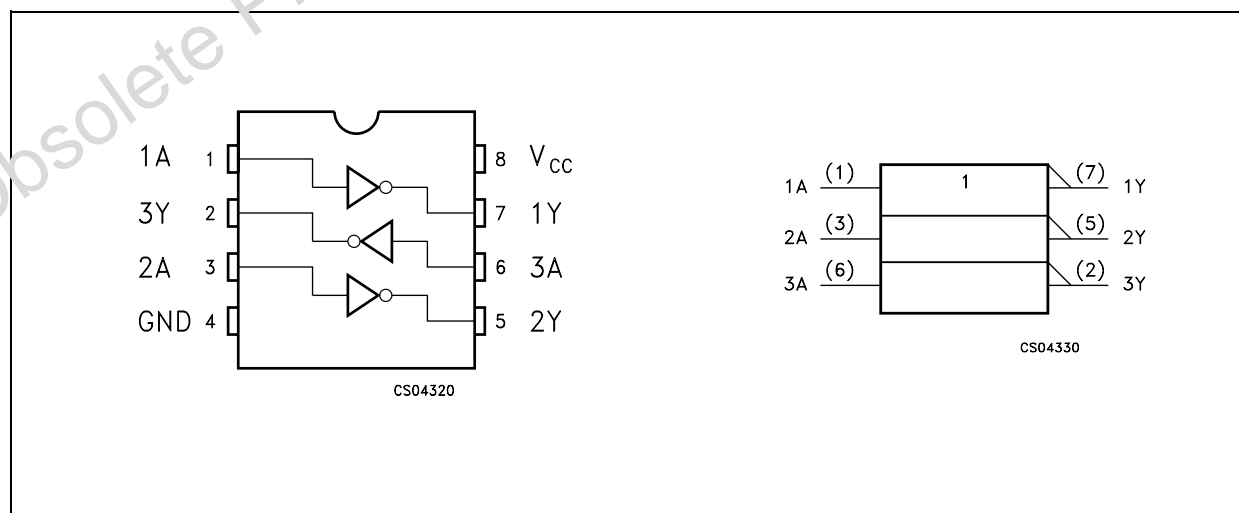 obsolete
1A 1 8 VCC
3Y 2 7 1Y
2A 3 6 3A
GND 4 5 2Y
CS04320
1A (1) 1 (7) 1Y
2A (3) (5) 2Y
3A (6) (2) 3Y
CS04330